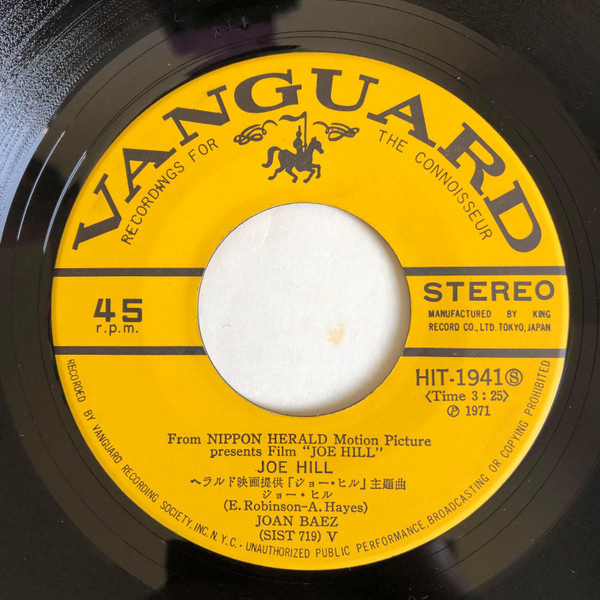 VANGUARD
RECORDINGS FOR THE CONNOISSEUR
45
r.p.m.
STEREO
MANUFACTURED BY KING
RECORD CO., LTD. TOKYO, JAPAN
HIT-1941Ⓢ
〈Time 3:25〉
Ⓟ 1971
From NIPPON HERALD Motion Picture
presents Film "JOE HILL"
JOE HILL
ヘラルド映画提供「ジョー・ヒル」主題曲
ジョー・ヒル
(E. Robinson-A. Hayes)
JOAN BAEZ
(SIST 719) V
RECORDED BY VANGUARD RECORDING SOCIETY, INC. N.Y.C. · UNAUTHORIZED PUBLIC PERFORMANCE, BROADCASTING OR COPYING PROHIBITED